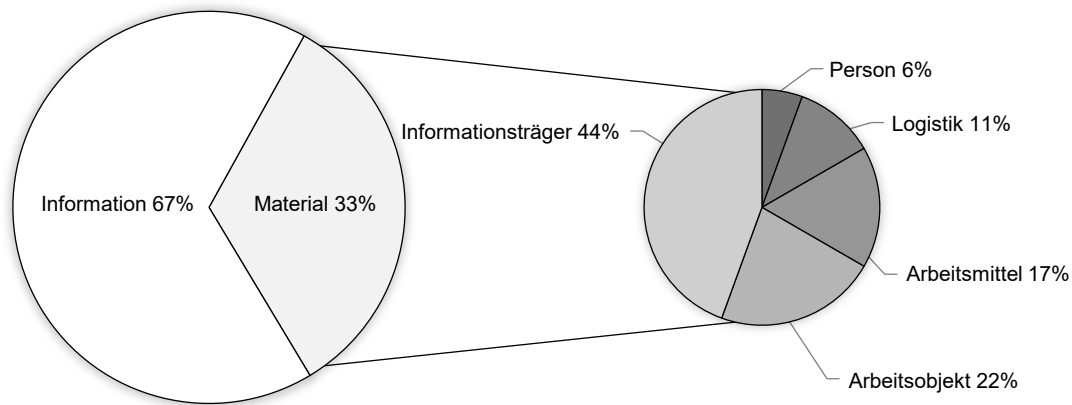 Person 6%
Logistik 11%
Informationsträger 44%
Information 67%
Material 33%
Arbeitsmittel 17%
Arbeitsobjekt 22%